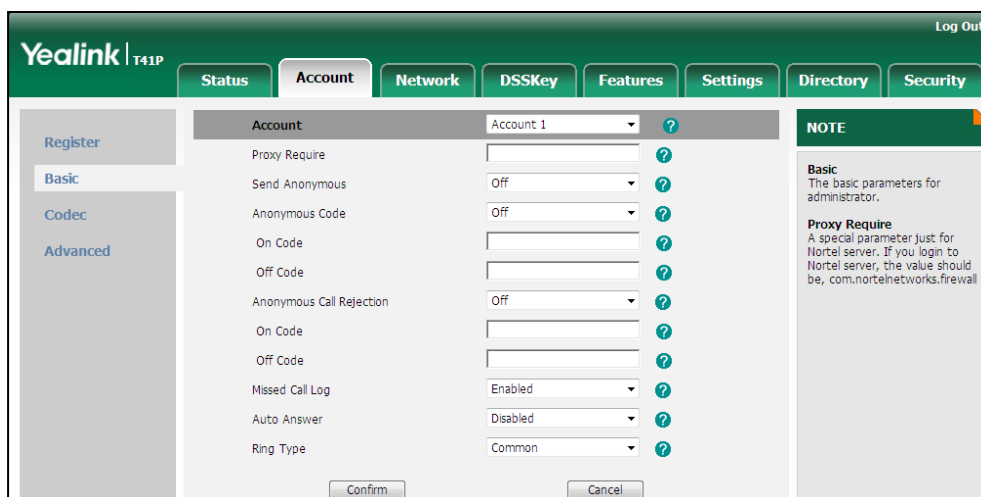 Log Out
Yealink T41P
Status Account Network DSSKey Features Settings Directory Security
Register
Basic
Codec
Advanced
Account Account 1 ?
Proxy Require ?
Send Anonymous Off ?
Anonymous Code Off ?
On Code ?
Off Code ?
Anonymous Call Rejection Off ?
On Code ?
Off Code ?
Missed Call Log Enabled ?
Auto Answer Disabled ?
Ring Type Common ?
Confirm Cancel
NOTE
Basic
The basic parameters for
administrator.
Proxy Require
A special parameter just for
Nortel server. If you login to
Nortel server, the value should
be, com.nortelnetworks.firewall